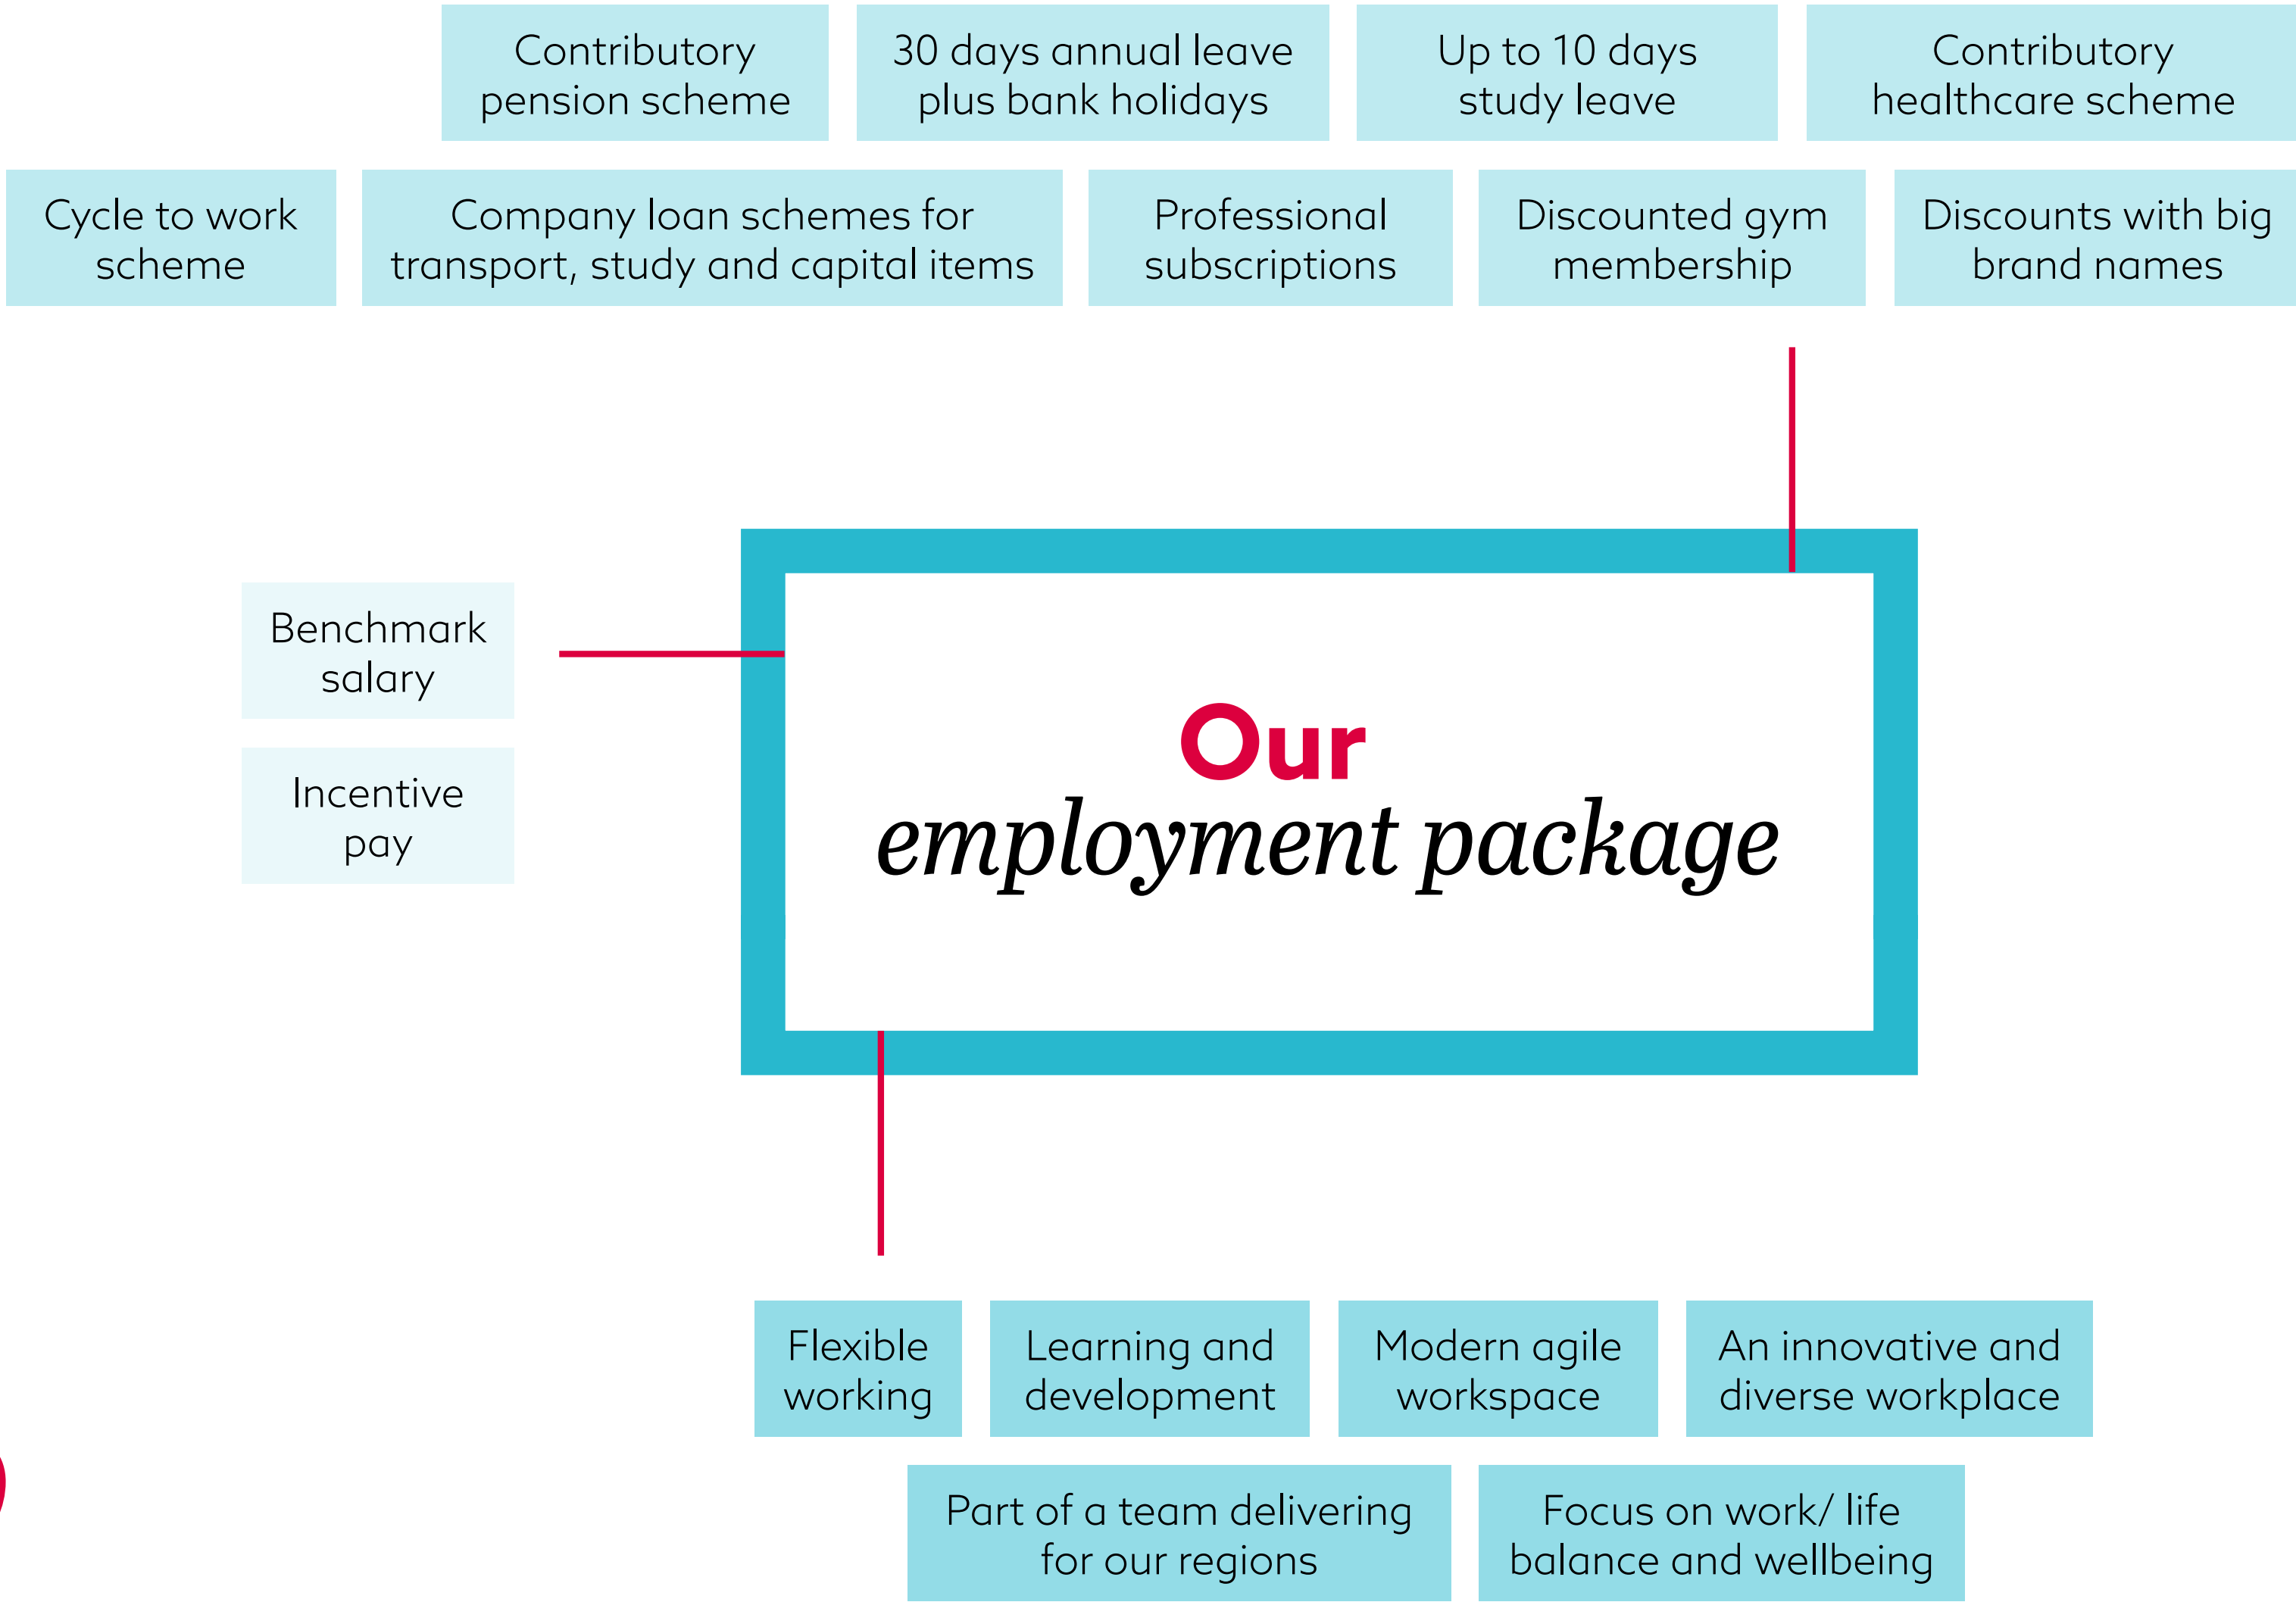 Contributory
pension scheme
30 days annual leave
plus bank holidays
Up to 10 days
study leave
Contributory
healthcare scheme
Cycle to work
scheme
Company loan schemes for
transport, study and capital items
Professional
subscriptions
Discounted gym
membership
Discounts with big
brand names
Benchmark
salary
Incentive
pay
Our
employment package
Flexible
working
Learning and
development
Modern agile
workspace
An innovative and
diverse workplace
Part of a team delivering
for our regions
Focus on work/ life
balance and wellbeing